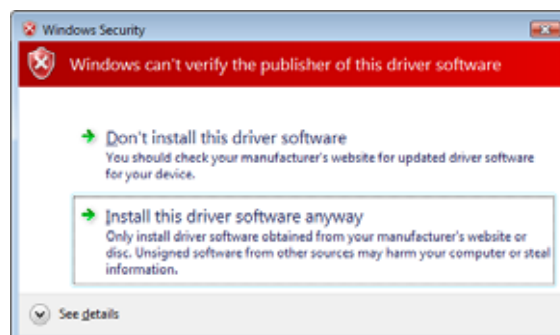 Windows Security
Windows can't verify the publisher of this driver software
Don't install this driver software
You should check your manufacturer's website for updated driver software
for your device.
Install this driver software anyway
Only install driver software obtained from your manufacturer's website or
disc. Unsigned software from other sources may harm your computer or steal
information.
See details